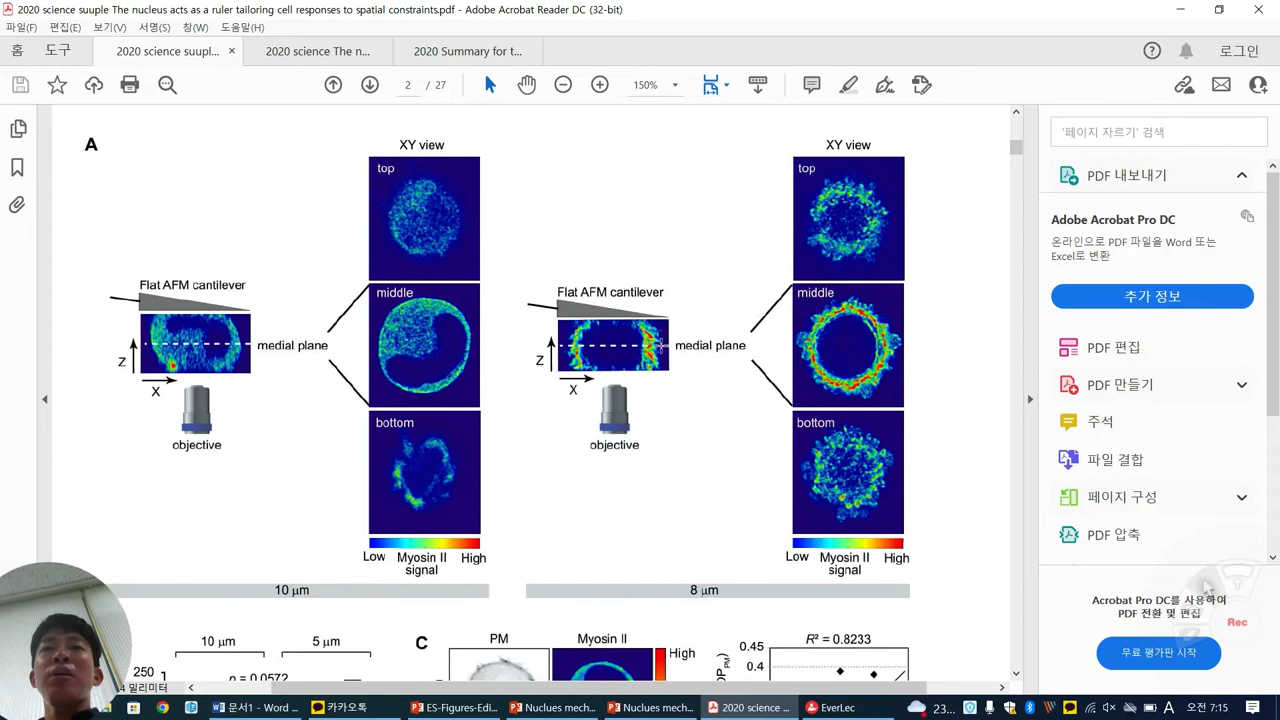 2020 science suuple The nucleus acts as a ruler tailoring cell responses to spatial constraints.pdf - Adobe Acrobat Reader DC (32-bit)
파일(F) 편집(E) 보기(V) 서명(S) 창(W) 도움말(H)
홈 도구 2020 science suupl... × 2020 science The n... 2020 Summary for t... 로그인
2 / 27 150%
A
XY view
top
middle
bottom
Flat AFM cantilever
medial plane
Z
X
objective
Low Myosin II signal High
10 μm
XY view
top
middle
bottom
Flat AFM cantilever
medial plane
Z
X
objective
Low Myosin II signal High
8 μm
10 μm 5 μm
250
n = 0.0572
C
PM Myosin II
High
R² = 0.8233
0.45
0.4
'페이지 자르기' 검색
PDF 내보내기
Adobe Acrobat Pro DC
온라인으로 PDF 파일을 Word 또는
Excel로 변환
추가 정보
PDF 편집
PDF 만들기
주석
파일 결합
페이지 구성
PDF 압축
Acrobat Pro DC를 사용하여
PDF 전환 및 편집
Rec
무료 평가판 시작
밀리미터
문서1 - Word ... 카카오톡 ES-Figures-Edi... Nuclues mech... Nuclues mech... 2020 science ... EverLec 23... A 오후 7:15